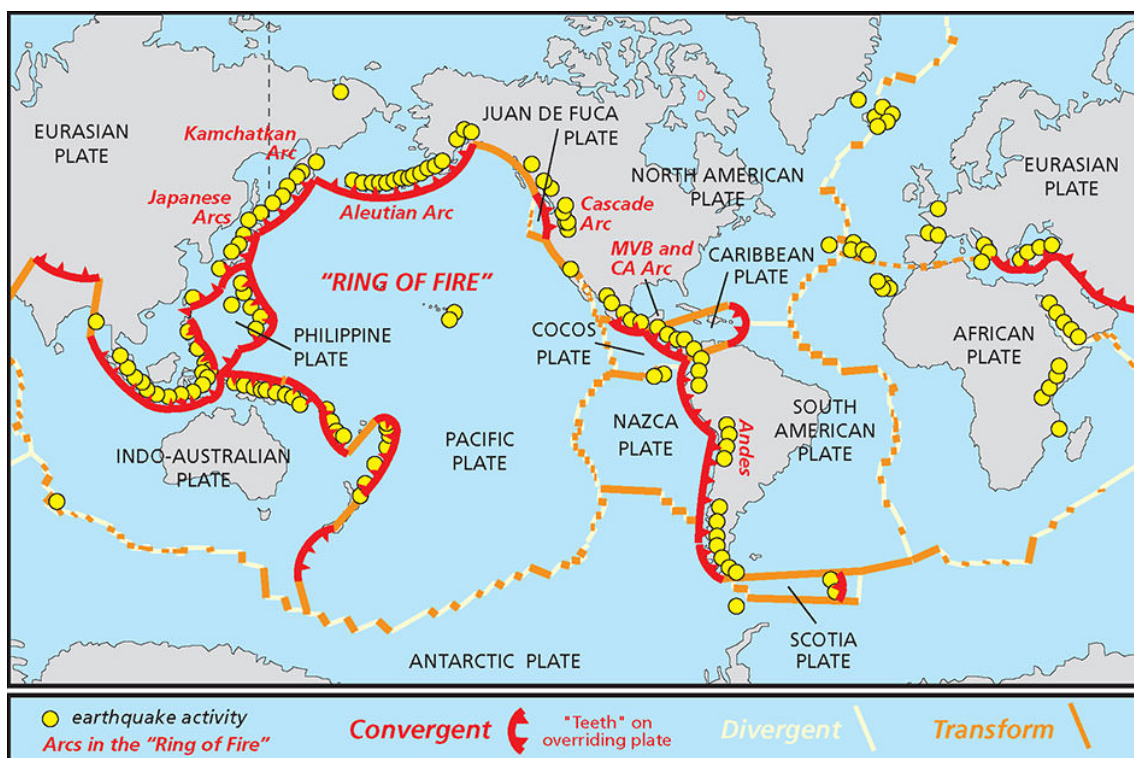 EURASIAN
PLATE
Kamchatkan
Arc
Japanese
Arcs
Aleutian Arc
JUAN DE FUCA
PLATE
NORTH AMERICAN
PLATE
Cascade
Arc
MVB and
CA Arc
CARIBBEAN
PLATE
EURASIAN
PLATE
"RING OF FIRE"
PHILIPPINE
PLATE
COCOS
PLATE
AFRICAN
PLATE
INDO-AUSTRALIAN
PLATE
PACIFIC
PLATE
NAZCA
PLATE
Andes
SOUTH
AMERICAN
PLATE
SCOTIA
PLATE
ANTARCTIC PLATE
earthquake activity
Arcs in the "Ring of Fire"
Convergent
"Teeth" on
overriding plate
Divergent
Transform